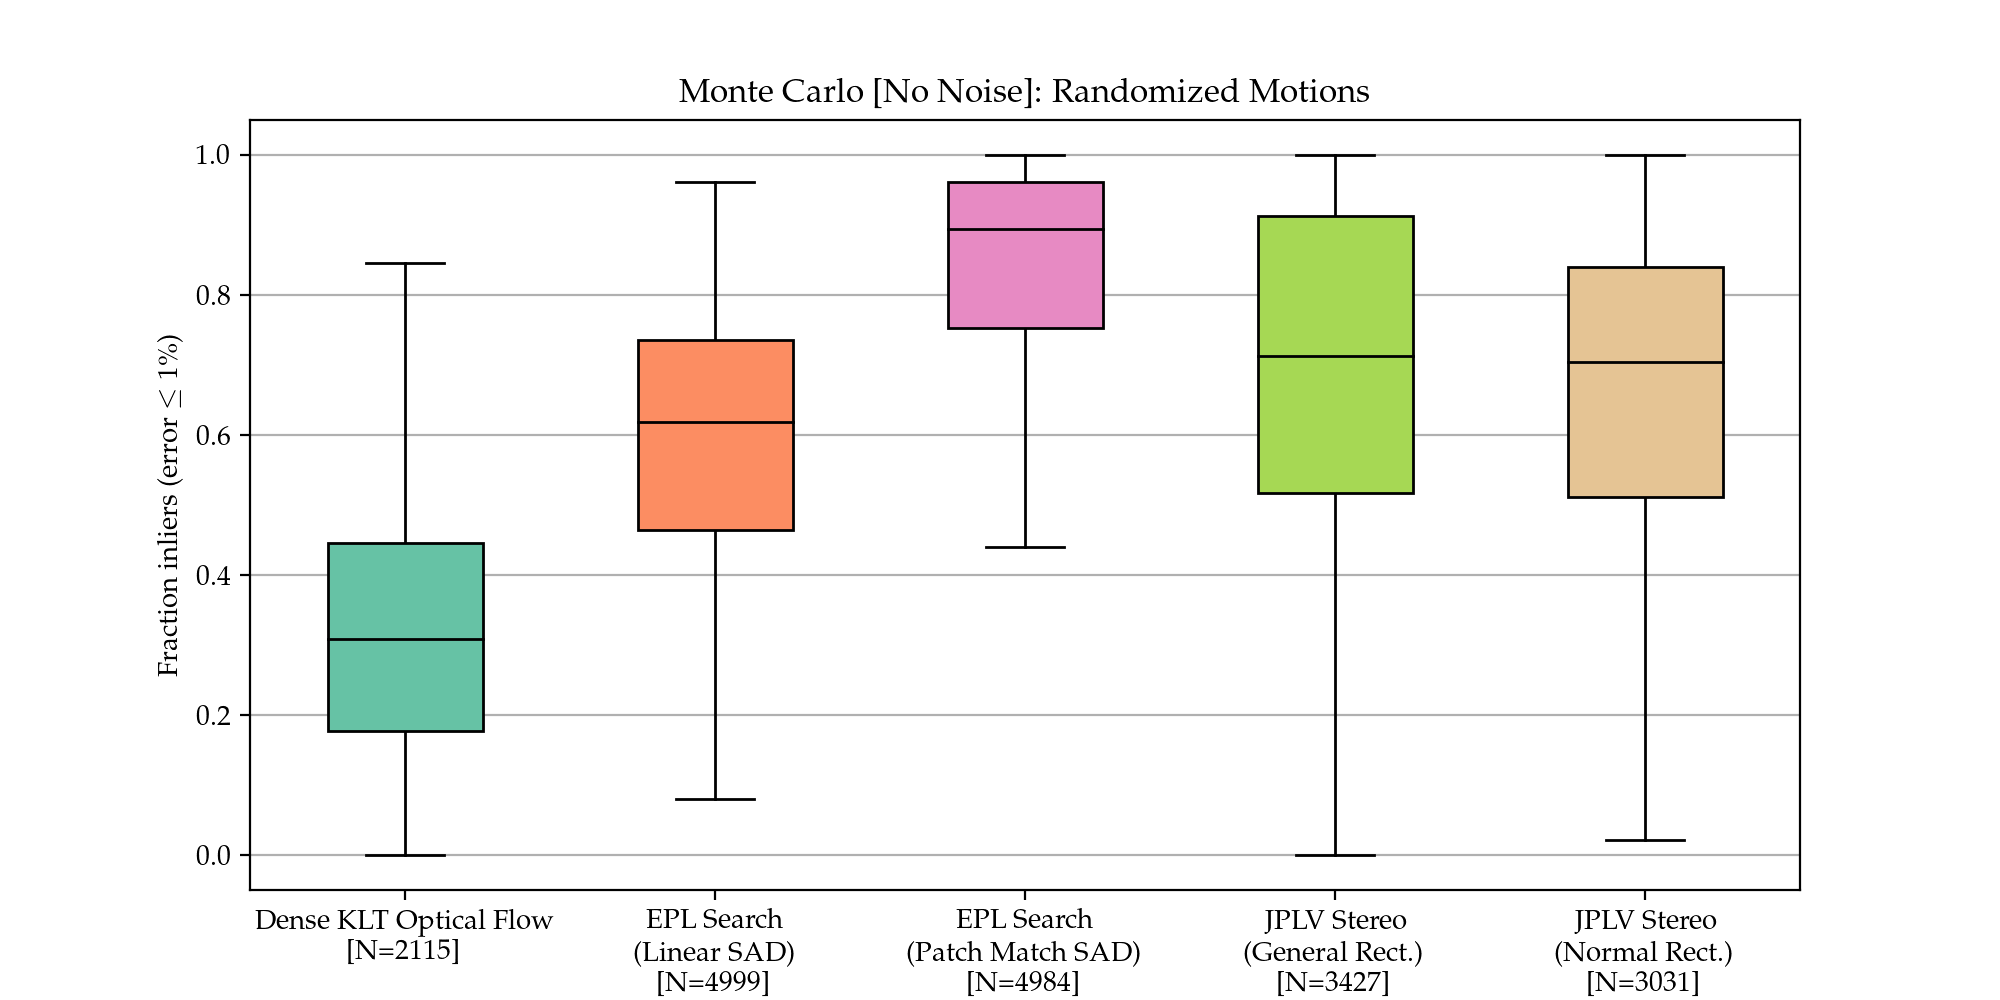 Monte Carlo [No Noise]: Randomized Motions
Fraction inliers (error ≤ 1%)
1.0
0.8
0.6
0.4
0.2
0.0
Dense KLT Optical Flow
[N=2115]
EPL Search
(Linear SAD)
[N=4999]
EPL Search
(Patch Match SAD)
[N=4984]
JPLV Stereo
(General Rect.)
[N=3427]
JPLV Stereo
(Normal Rect.)
[N=3031]